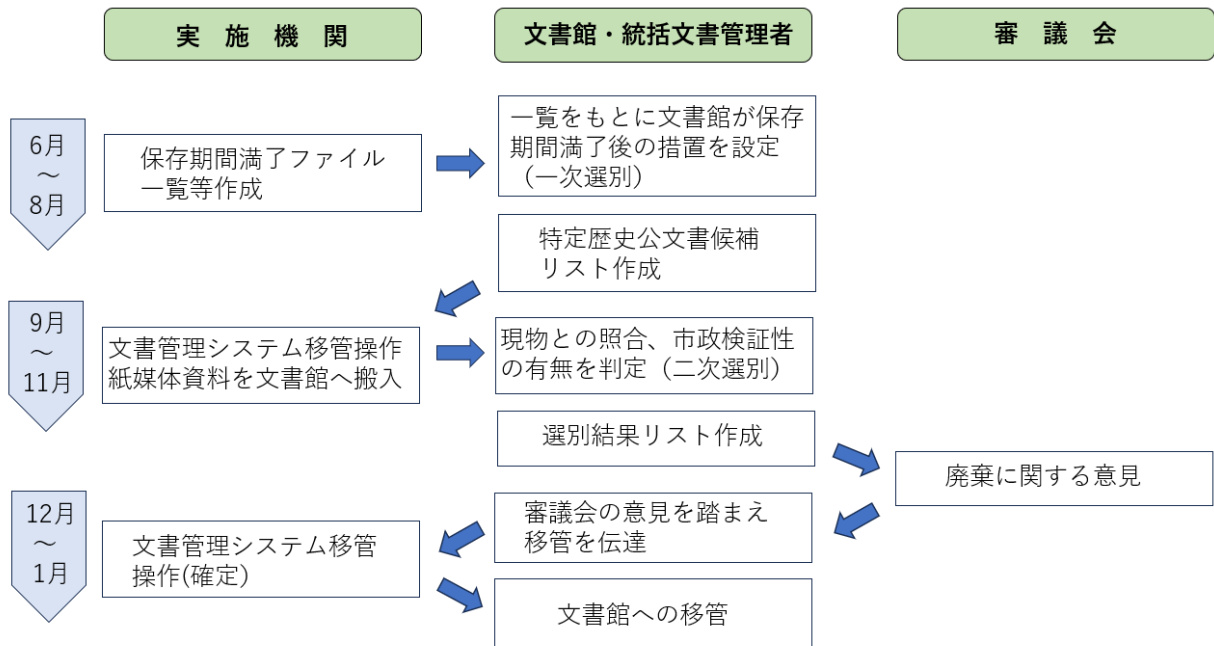 実施機関
文書館・統括文書管理者
審議会
6月
～
8月
保存期間満了ファイル
一覧等作成
一覧をもとに文書館が保存
期間満了後の措置を設定
（一次選別）
特定歴史公文書候補
リスト作成
9月
～
11月
文書管理システム移管操作
紙媒体資料を文書館へ搬入
現物との照合、市政検証性
の有無を判定（二次選別）
選別結果リスト作成
廃棄に関する意見
12月
～
1月
審議会の意見を踏まえ
移管を伝達
文書管理システム移管
操作(確定)
文書館への移管